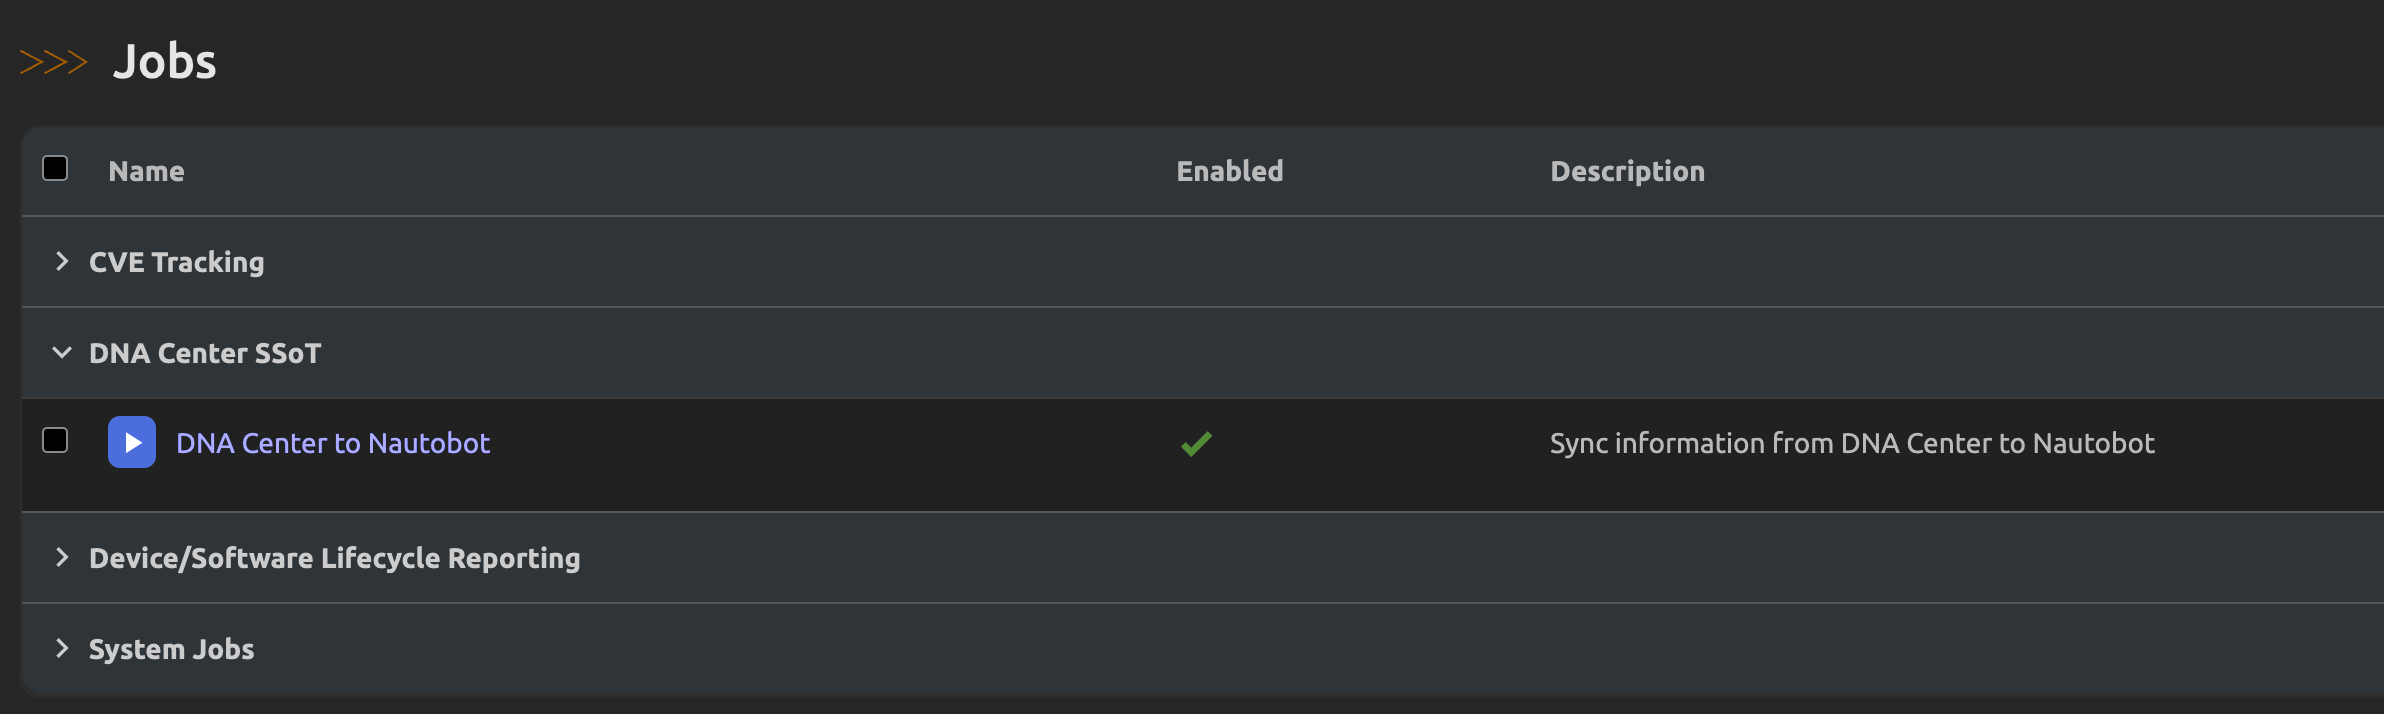 >>> Jobs
Name Enabled Description
CVE Tracking
DNA Center SSoT
DNA Center to Nautobot Sync information from DNA Center to Nautobot
Device/Software Lifecycle Reporting
System Jobs